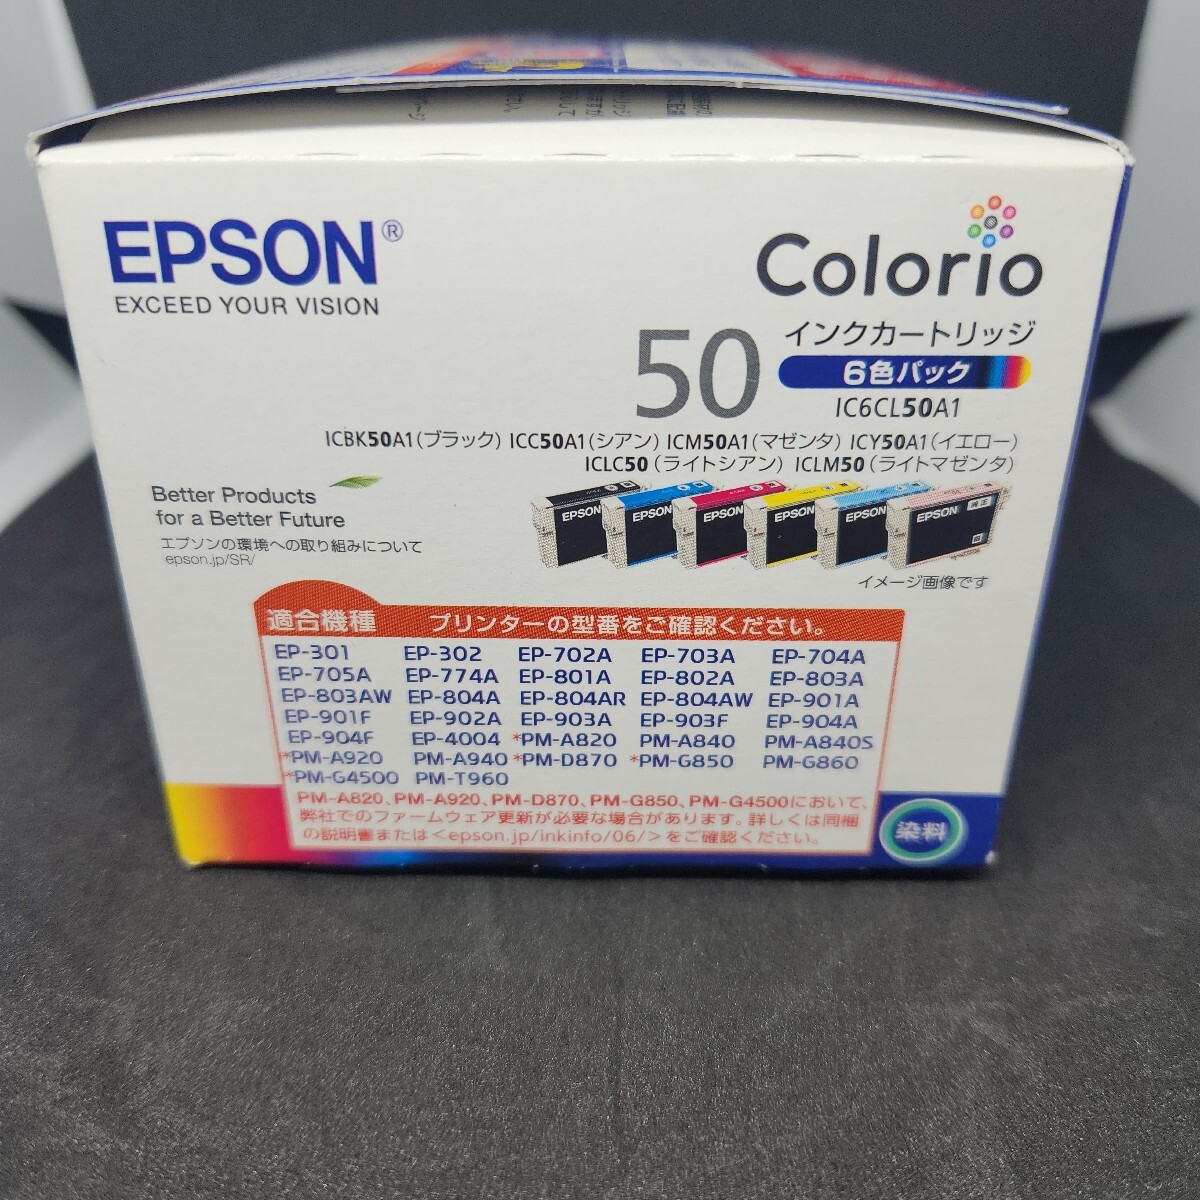 EPSON®
EXCEED YOUR VISION
Colorio
50
インクカートリッジ
6色パック
IC6CL50A1
ICBK50A1(ブラック) ICC50A1(シアン) ICM50A1(マゼンタ) ICY50A1(イエロー)
ICLC50(ライトシアン) ICLM50(ライトマゼンタ)
Better Products
for a Better Future
エプソンの環境への取り組みについて
epson.jp/SR/
EPSON EPSON EPSON EPSON EPSON EPSON 純正
イメージ画像です
適合機種 プリンターの型番をご確認ください。
EP-301 EP-302 EP-702A EP-703A EP-704A
EP-705A EP-774A EP-801A EP-802A EP-803A
EP-803AW EP-804A EP-804AR EP-804AW EP-901A
EP-901F EP-902A EP-903A EP-903F EP-904A
EP-904F EP-4004 *PM-A820 PM-A840 PM-A840S
*PM-A920 PM-A940 *PM-D870 *PM-G850 PM-G860
*PM-G4500 PM-T960
PM-A820、PM-A920、PM-D870、PM-G850、PM-G4500において、
弊社でのファームウェア更新が必要な場合があります。詳しくは同梱
の説明書または<epson.jp/inkinfo/06/>をご確認ください。
染料